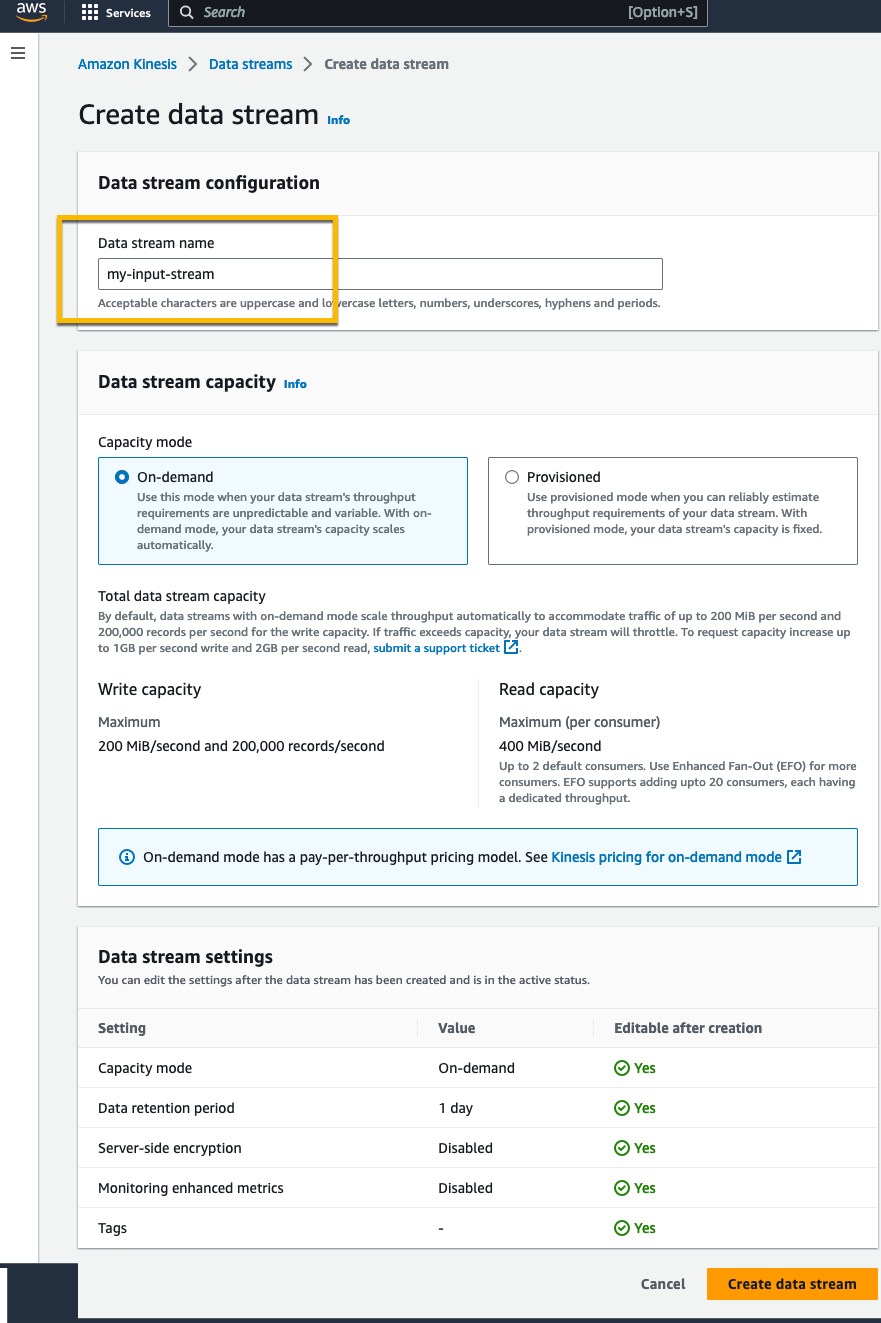 aws
Services
Search
[Option+S]
Amazon Kinesis
Data streams
Create data stream
Create data stream Info
Data stream configuration
Data stream name
my-input-stream
Acceptable characters are uppercase and lowercase letters, numbers, underscores, hyphens and periods.
Data stream capacity Info
Capacity mode
On-demand
Use this mode when your data stream's throughput
requirements are unpredictable and variable. With on-
demand mode, your data stream's capacity scales
automatically.
Provisioned
Use provisioned mode when you can reliably estimate
throughput requirements of your data stream. With
provisioned mode, your data stream's capacity is fixed.
Total data stream capacity
By default, data streams with on-demand mode scale throughput automatically to accommodate traffic of up to 200 MiB per second and
200,000 records per second for the write capacity. If traffic exceeds capacity, your data stream will throttle. To request capacity increase up
to 1GB per second write and 2GB per second read, submit a support ticket.
Write capacity
Maximum
200 MiB/second and 200,000 records/second
Read capacity
Maximum (per consumer)
400 MiB/second
Up to 2 default consumers. Use Enhanced Fan-Out (EFO) for more
consumers. EFO supports adding upto 20 consumers, each having
a dedicated throughput.
On-demand mode has a pay-per-throughput pricing model. See Kinesis pricing for on-demand mode
Data stream settings
You can edit the settings after the data stream has been created and is in the active status.
Setting Value Editable after creation
Capacity mode On-demand Yes
Data retention period 1 day Yes
Server-side encryption Disabled Yes
Monitoring enhanced metrics Disabled Yes
Tags - Yes
Cancel
Create data stream